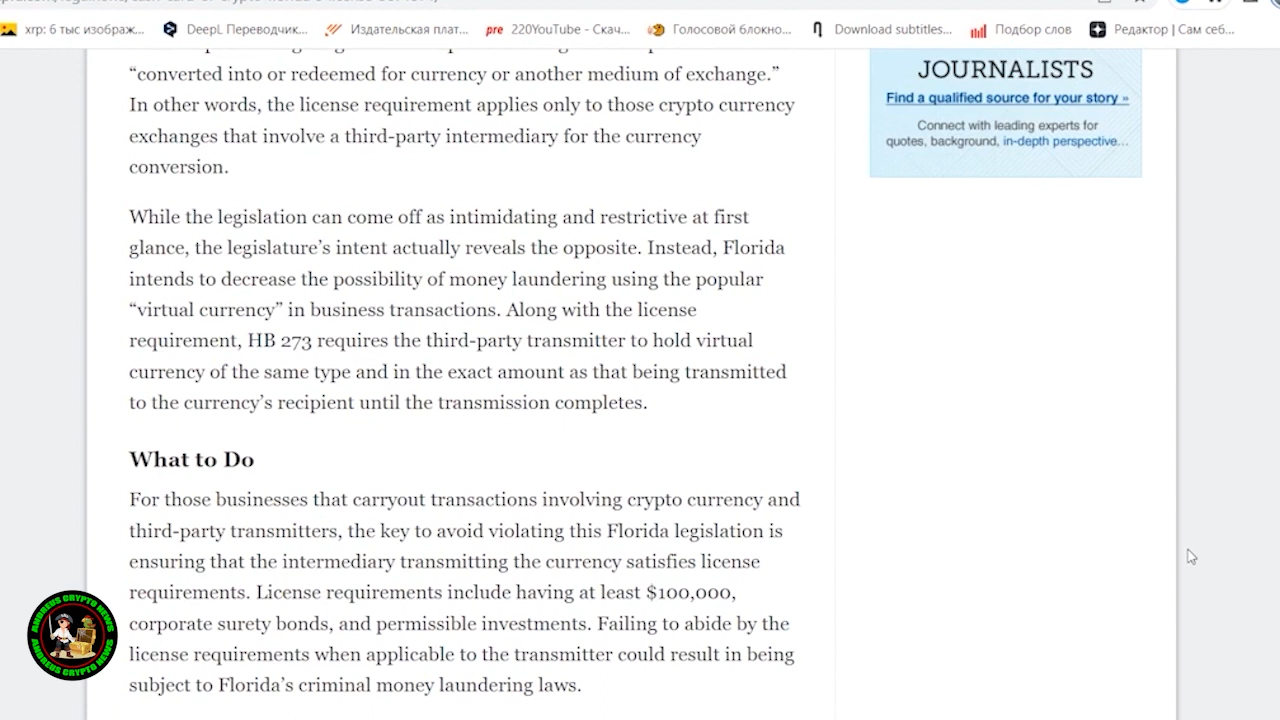 xrp: 6 тыс изображ...
DeepL Переводчик...
Издательская плат...
pre 220YouTube - Скач...
Голосовой блокно...
Download subtitles...
Подбор слов
Редактор | Сам себ...
“converted into or redeemed for currency or another medium of exchange.”
In other words, the license requirement applies only to those crypto currency
exchanges that involve a third-party intermediary for the currency
conversion.
While the legislation can come off as intimidating and restrictive at first
glance, the legislature’s intent actually reveals the opposite. Instead, Florida
intends to decrease the possibility of money laundering using the popular
“virtual currency” in business transactions. Along with the license
requirement, HB 273 requires the third-party transmitter to hold virtual
currency of the same type and in the exact amount as that being transmitted
to the currency’s recipient until the transmission completes.
What to Do
For those businesses that carryout transactions involving crypto currency and
third-party transmitters, the key to avoid violating this Florida legislation is
ensuring that the intermediary transmitting the currency satisfies license
requirements. License requirements include having at least $100,000,
corporate surety bonds, and permissible investments. Failing to abide by the
license requirements when applicable to the transmitter could result in being
subject to Florida’s criminal money laundering laws.
JOURNALISTS
Find a qualified source for your story »
Connect with leading experts for
quotes, background, in-depth perspective...
ANDREUS CRYPTO NEWS
ANDREUS CRYPTO NEWS